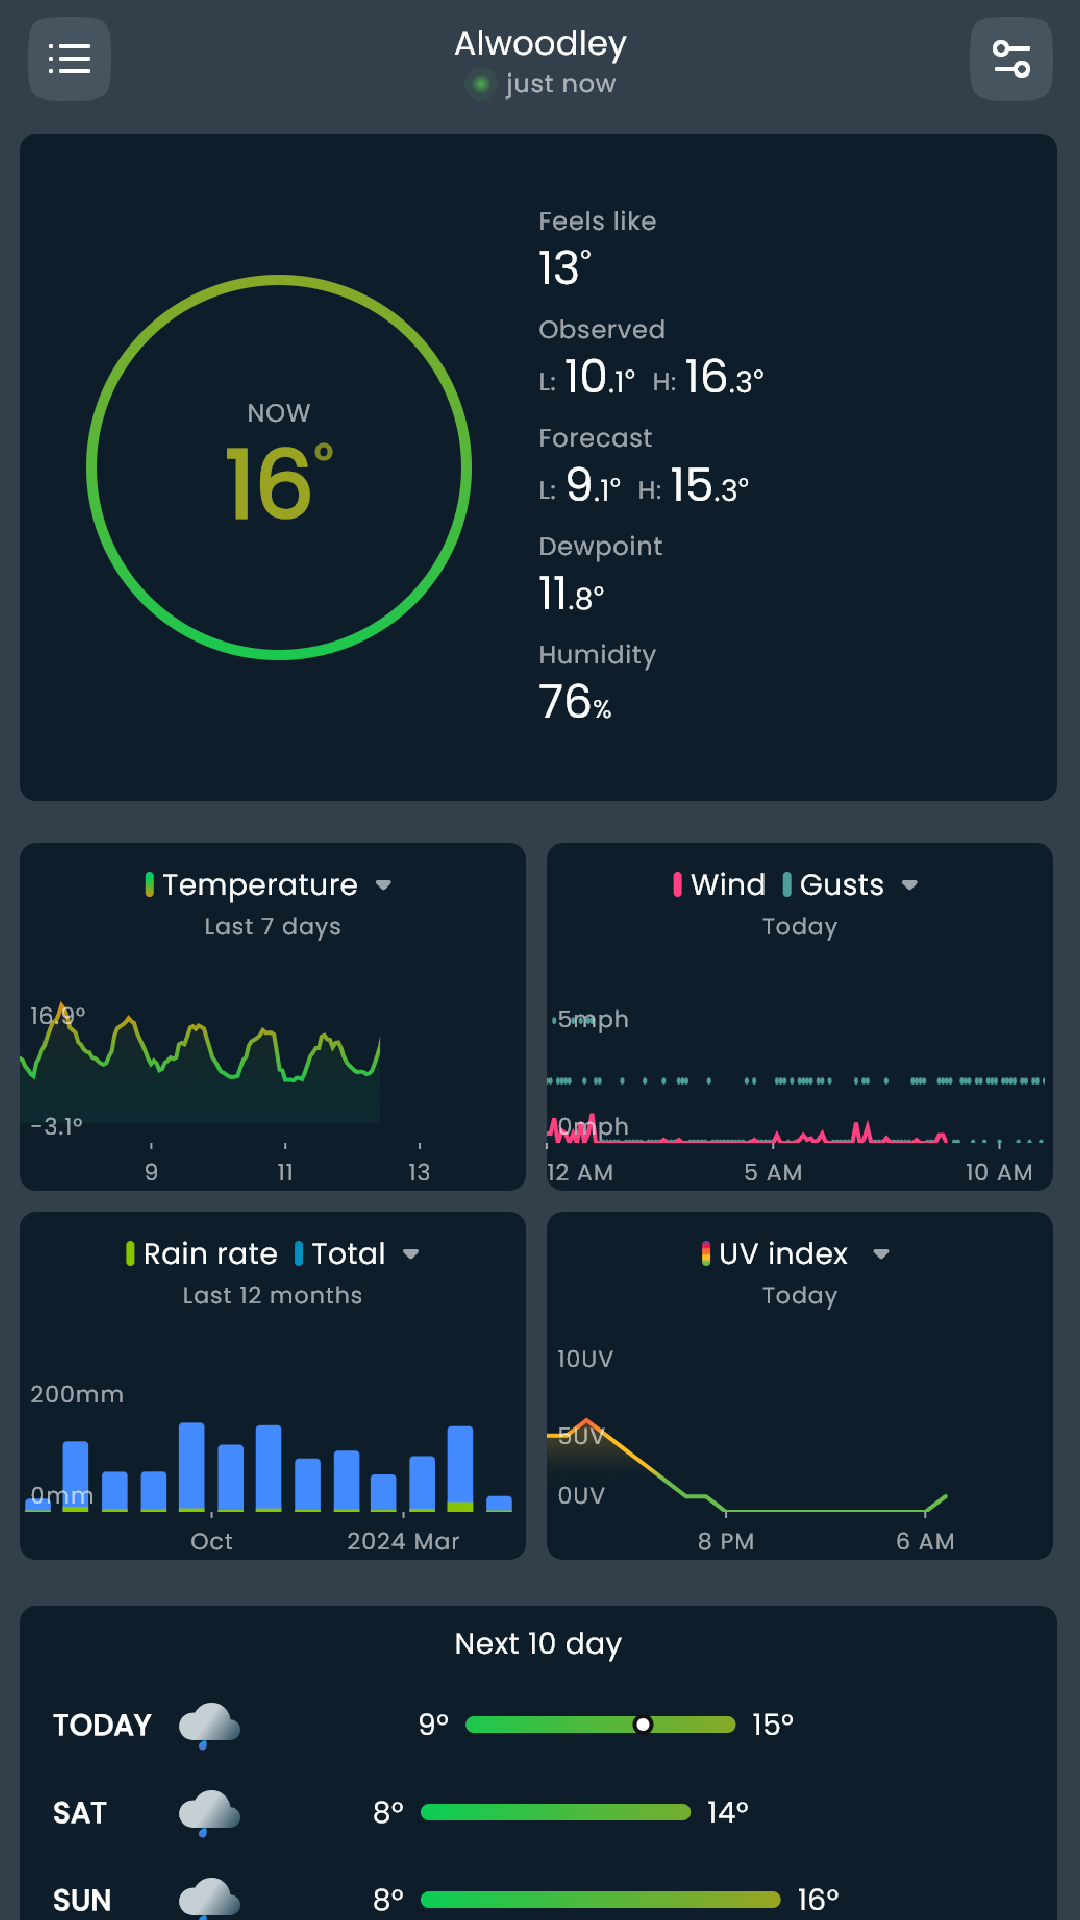 Alwoodley
just now
Feels like
13°
Observed
L: 10.1° H: 16.3°
NOW
16°
Forecast
L: 9.1° H: 15.3°
Dewpoint
11.8°
Humidity
76%
Temperature
Last 7 days
16.9°
-3.1°
9 11 13
Wind Gusts
Today
5mph
0mph
12 AM 5 AM 10 AM
Rain rate Total
Last 12 months
200mm
0mm
Oct 2024 Mar
UV index
Today
10UV
5UV
0UV
8 PM 6 AM
Next 10 day
TODAY 9° 15°
SAT 8° 14°
SUN 8° 16°